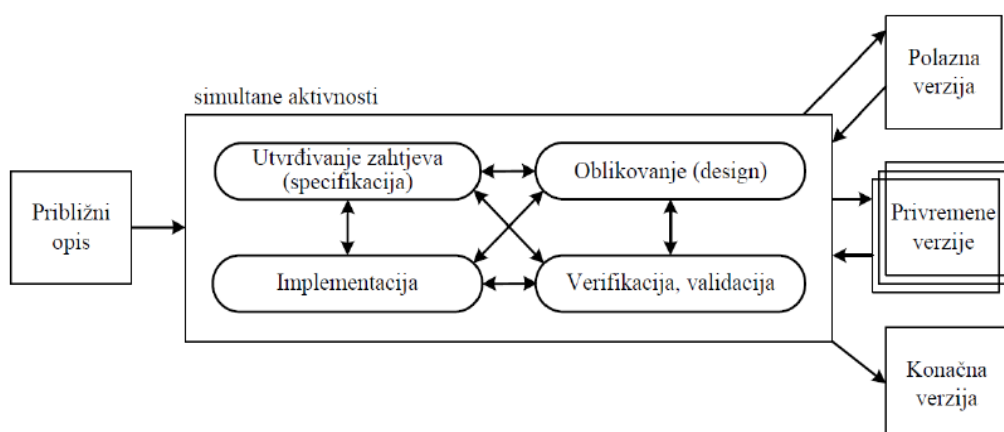 simultane aktivnosti
Približni
opis
Utvrđivanje zahtjeva
(specifikacija)
Oblikovanje (design)
Implementacija
Verifikacija, validacija
Polazna
verzija
Privremene
verzije
Konačna
verzija